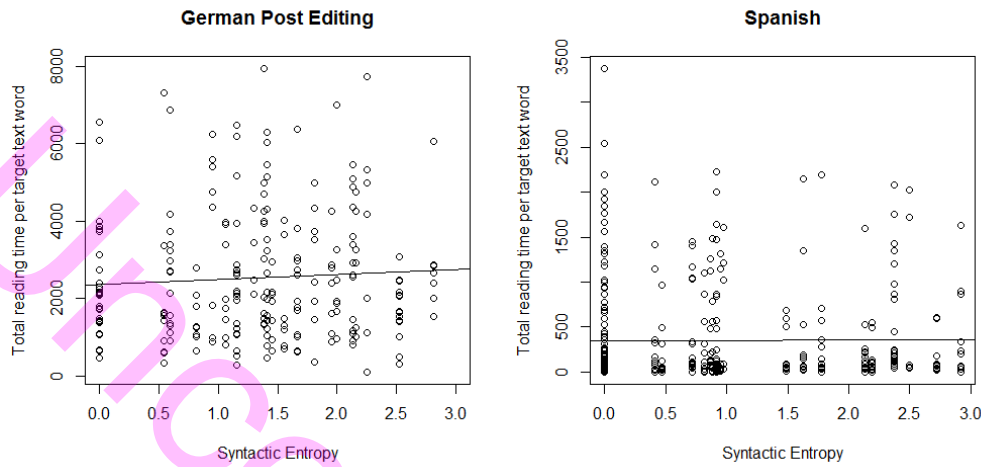 German Post Editing
Total reading time per target text word
8000
6000
4000
2000
0
0.0 0.5 1.0 1.5 2.0 2.5 3.0
Syntactic Entropy
Spanish
Total reading time per target text word
3500
2500
1500
500
0
0.0 0.5 1.0 1.5 2.0 2.5 3.0
Syntactic Entropy